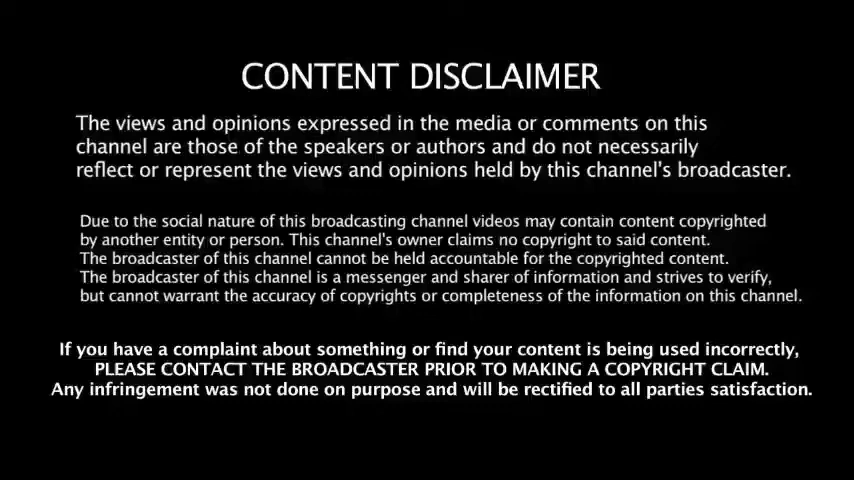 CONTENT DISCLAIMER
The views and opinions expressed in the media or comments on this
channel are those of the speakers or authors and do not necessarily
reflect or represent the views and opinions held by this channel's broadcaster.
Due to the social nature of this broadcasting channel videos may contain content copyrighted
by another entity or person. This channel's owner claims no copyright to said content.
The broadcaster of this channel cannot be held accountable for the copyrighted content.
The broadcaster of this channel is a messenger and sharer of information and strives to verify,
but cannot warrant the accuracy of copyrights or completeness of the information on this channel.
If you have a complaint about something or find your content is being used incorrectly,
PLEASE CONTACT THE BROADCASTER PRIOR TO MAKING A COPYRIGHT CLAIM.
Any infringement was not done on purpose and will be rectified to all parties satisfaction.